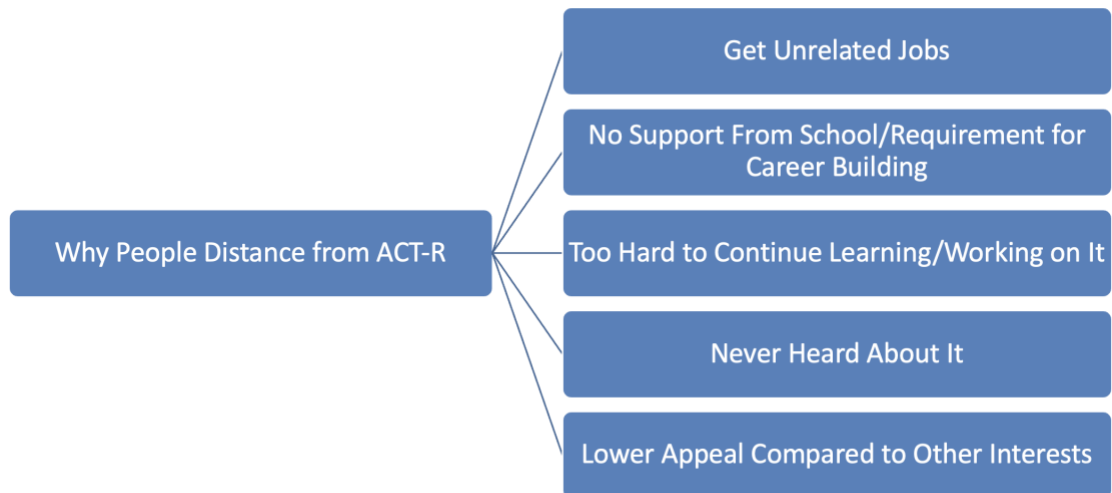 Get Unrelated Jobs
No Support From School/Requirement for
Career Building
Why People Distance from ACT-R
Too Hard to Continue Learning/Working on It
Never Heard About It
Lower Appeal Compared to Other Interests